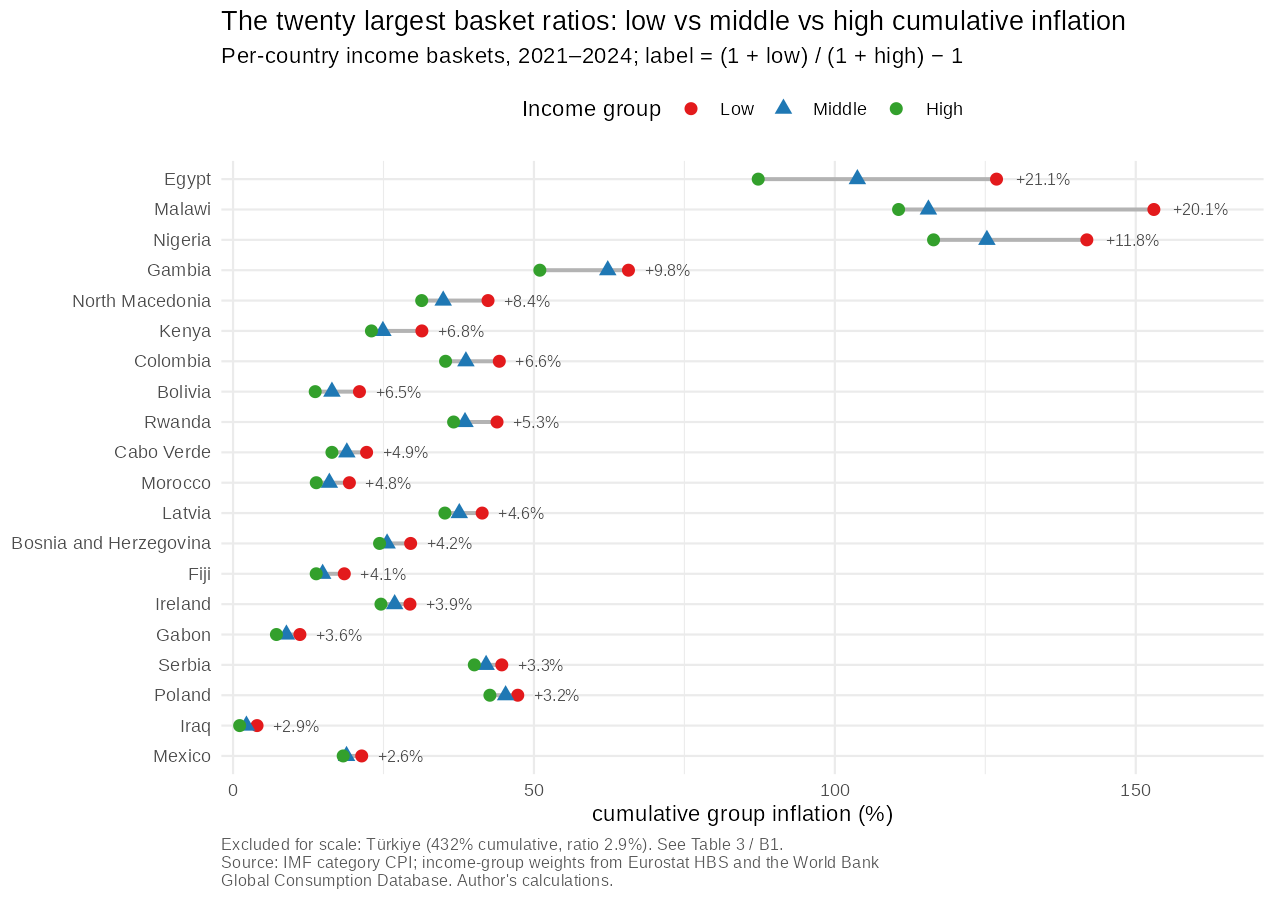 The twenty largest basket ratios: low vs middle vs high cumulative inflation
Per-country income baskets, 2021–2024; label = (1 + low) / (1 + high) − 1
Income group Low Middle High
Egypt +21.1%
Malawi +20.1%
Nigeria +11.8%
Gambia +9.8%
North Macedonia +8.4%
Kenya +6.8%
Colombia +6.6%
Bolivia +6.5%
Rwanda +5.3%
Cabo Verde +4.9%
Morocco +4.8%
Latvia +4.6%
Bosnia and Herzegovina +4.2%
Fiji +4.1%
Ireland +3.9%
Gabon +3.6%
Serbia +3.3%
Poland +3.2%
Iraq +2.9%
Mexico +2.6%
0 50 100 150
cumulative group inflation (%)
Excluded for scale: Türkiye (432% cumulative, ratio 2.9%). See Table 3 / B1.
Source: IMF category CPI; income-group weights from Eurostat HBS and the World Bank
Global Consumption Database. Author's calculations.